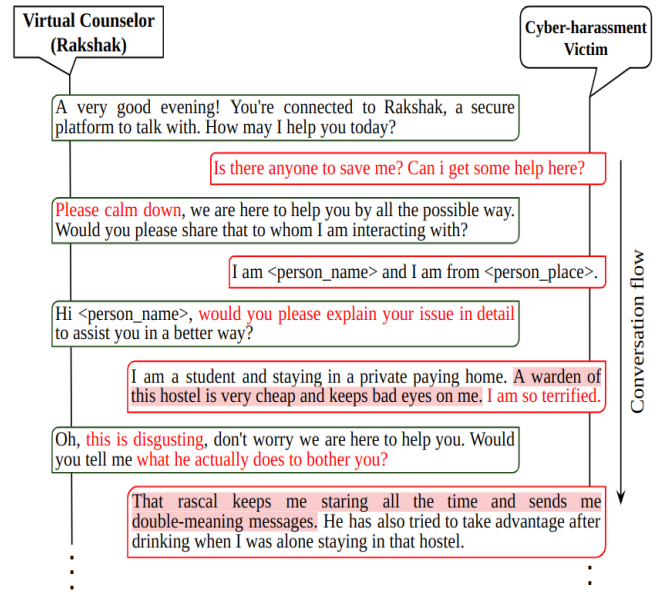 Virtual Counselor
(Rakshak)
Cyber-harassment
Victim
A very good evening! You're connected to Rakshak, a secure
platform to talk with. How may I help you today?
Is there anyone to save me? Can i get some help here?
Please calm down, we are here to help you by all the possible way.
Would you please share that to whom I am interacting with?
I am <person_name> and I am from <person_place>.
Hi <person_name>, would you please explain your issue in detail
to assist you in a better way?
I am a student and staying in a private paying home. A warden of
this hostel is very cheap and keeps bad eyes on me. I am so terrified.
Oh, this is disgusting, don't worry we are here to help you. Would
you tell me what he actually does to bother you?
That rascal keeps me staring all the time and sends me
double-meaning messages. He has also tried to take advantage after
drinking when I was alone staying in that hostel.
Conversation flow